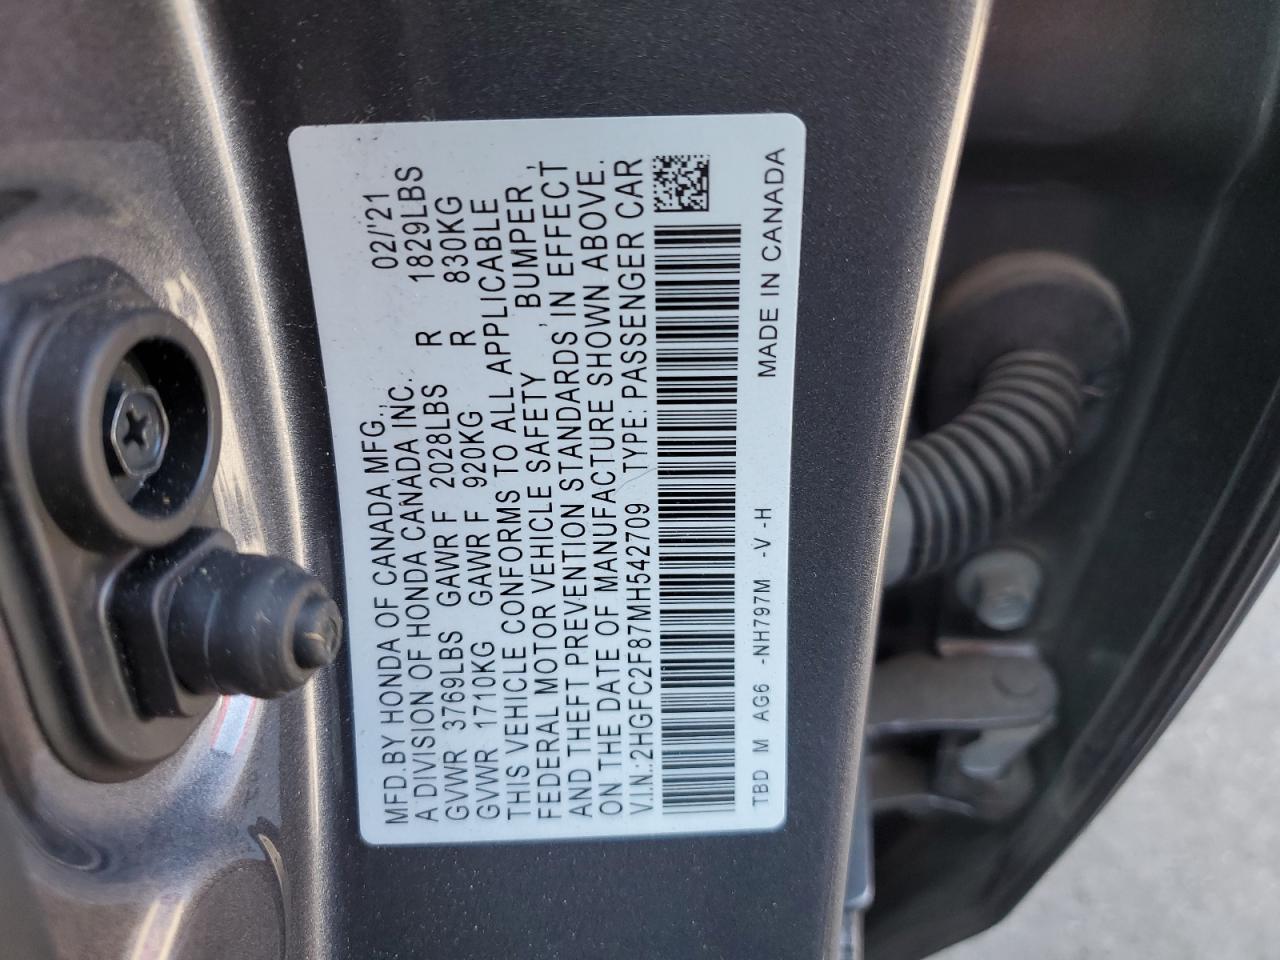 MFD. BY HONDA OF CANADA MFG., 02/'21
A DIVISION OF HONDA CANADA INC.
GVWR 3769LBS GAWR F 2028LBS R 1829LBS
GVWR 1710KG GAWR F 920KG R 830KG
THIS VEHICLE CONFORMS TO ALL APPLICABLE
FEDERAL MOTOR VEHICLE SAFETY, BUMPER,
AND THEFT PREVENTION STANDARDS IN EFFECT
ON THE DATE OF MANUFACTURE SHOWN ABOVE.
V.I.N.:2HGFC2F87MH542709 TYPE: PASSENGER CAR
TBD M AG6 -NH797M -V -H MADE IN CANADA